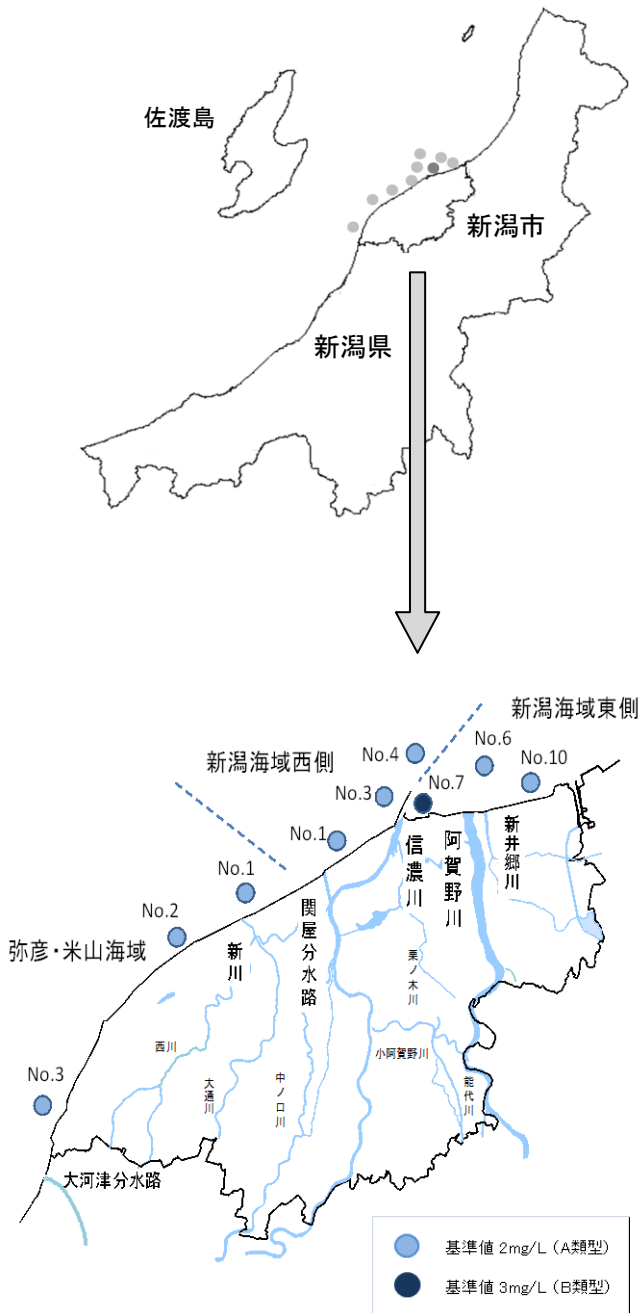 佐渡島
新潟市
新潟県
新潟海域東側
新潟海域西側
No.4
No.6
No.10
No.3
No.7
No.1
No.1
No.2
弥彦・米山海域
No.3
信濃川
阿賀野川
新井郷川
関屋分水路
新川
栗ノ木川
西川
大通川
中ノ口川
小阿賀野川
能代川
大河津分水路
基準値 2mg/L (A類型)
基準値 3mg/L (B類型)